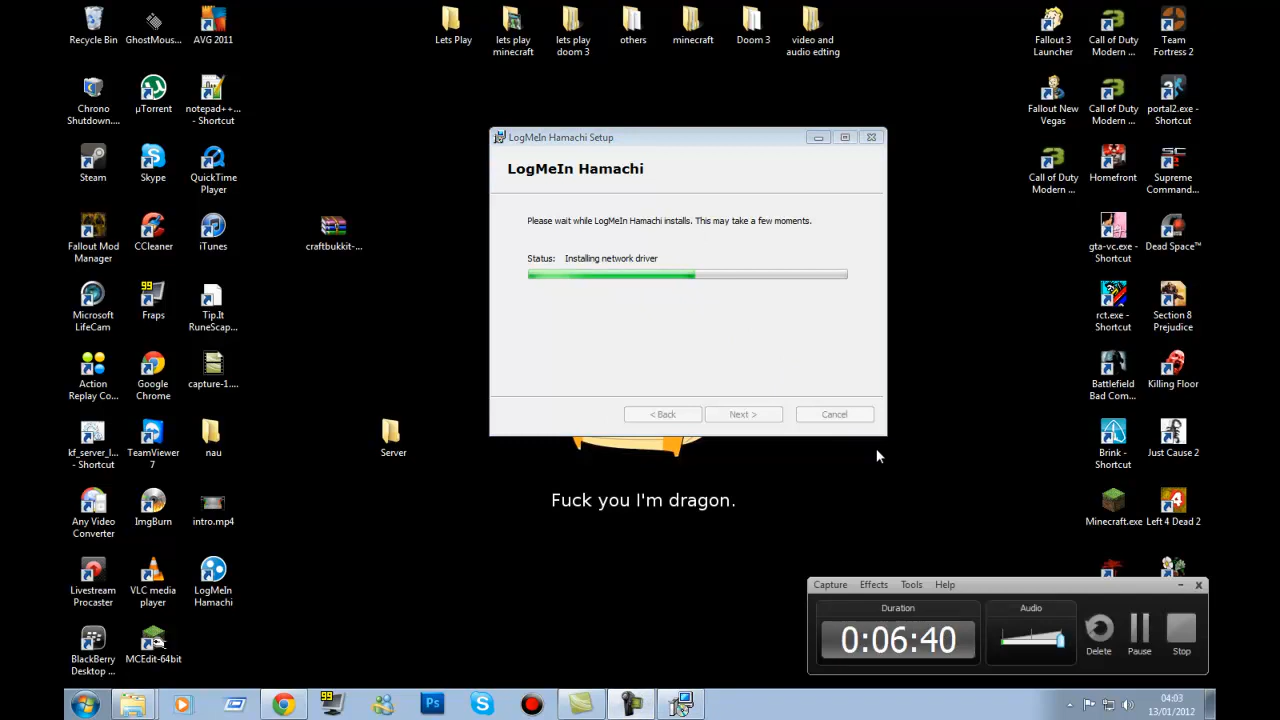 Recycle Bin
GhostMous...
AVG 2011
Lets Play
lets play
minecraft
lets play
doom 3
others
minecraft
Doom 3
video and
audio edting
Fallout 3
Launcher
Call of Duty
Modern ...
Team
Fortress 2
Chrono
Shutdown....
µTorrent
notepad++...
- Shortcut
Fallout New
Vegas
Call of Duty
Modern ...
portal2.exe -
Shortcut
LogMeIn Hamachi Setup
LogMeIn Hamachi
Please wait while LogMeIn Hamachi installs. This may take a few moments.
Status: Installing network driver
< Back
Next >
Cancel
Steam
Skype
QuickTime
Player
Call of Duty
Modern ...
Homefront
Supreme
Command...
Fallout Mod
Manager
CCleaner
iTunes
craftbukkit-...
gta-vc.exe -
Shortcut
Dead Space™
Microsoft
LifeCam
99
Fraps
Tip.It
RuneScap...
rct.exe -
Shortcut
Section 8
Prejudice
Action
Replay Co...
Google
Chrome
capture-1....
Battlefield
Bad Com...
Killing Floor
kf_server_l...
- Shortcut
TeamViewer
7
nau
Server
Brink -
Shortcut
Just Cause 2
Fuck you I'm dragon.
Any Video
Converter
ImgBurn
intro.mp4
Minecraft.exe
Left 4 Dead 2
Livestream
Procaster
VLC media
player
LogMeIn
Hamachi
BlackBerry
Desktop ...
MCEdit-64bit
Capture Effects Tools Help
Duration
0:06:40
Audio
Delete
Pause
Stop
99
Ps
04:03
13/01/2012